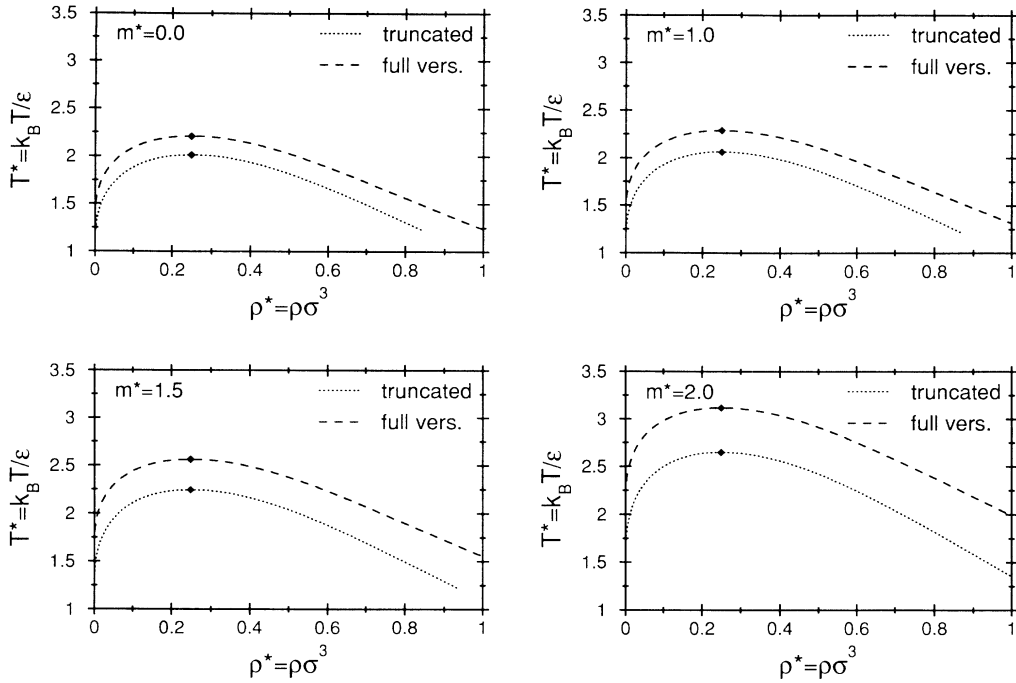 m*=0.0
truncated
full vers.
T*=k_B T/ε
3.5
3
2.5
2
1.5
1
0 0.2 0.4 0.6 0.8 1
ρ*=ρσ³
m*=1.0
truncated
full vers.
T*=k_B T/ε
3.5
3
2.5
2
1.5
1
0 0.2 0.4 0.6 0.8 1
ρ*=ρσ³
m*=1.5
truncated
full vers.
T*=k_B T/ε
3.5
3
2.5
2
1.5
1
0 0.2 0.4 0.6 0.8 1
ρ*=ρσ³
m*=2.0
truncated
full vers.
T*=k_B T/ε
3.5
3
2.5
2
1.5
1
0 0.2 0.4 0.6 0.8 1
ρ*=ρσ³